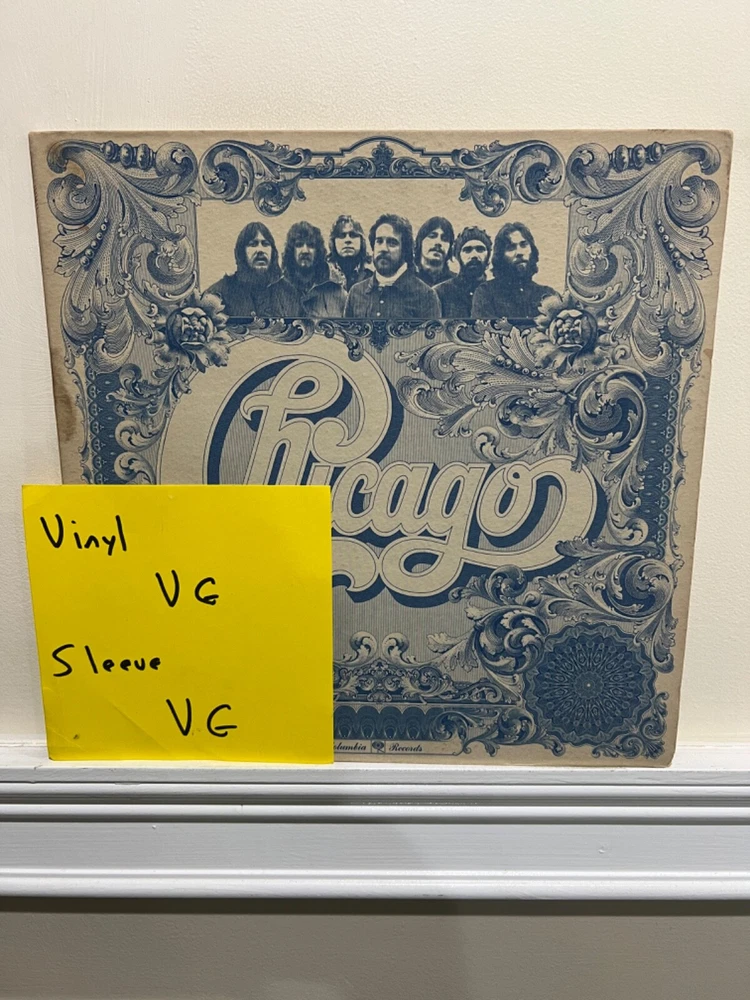 Chicago
Vinyl
VG
Sleeve
VG
Records